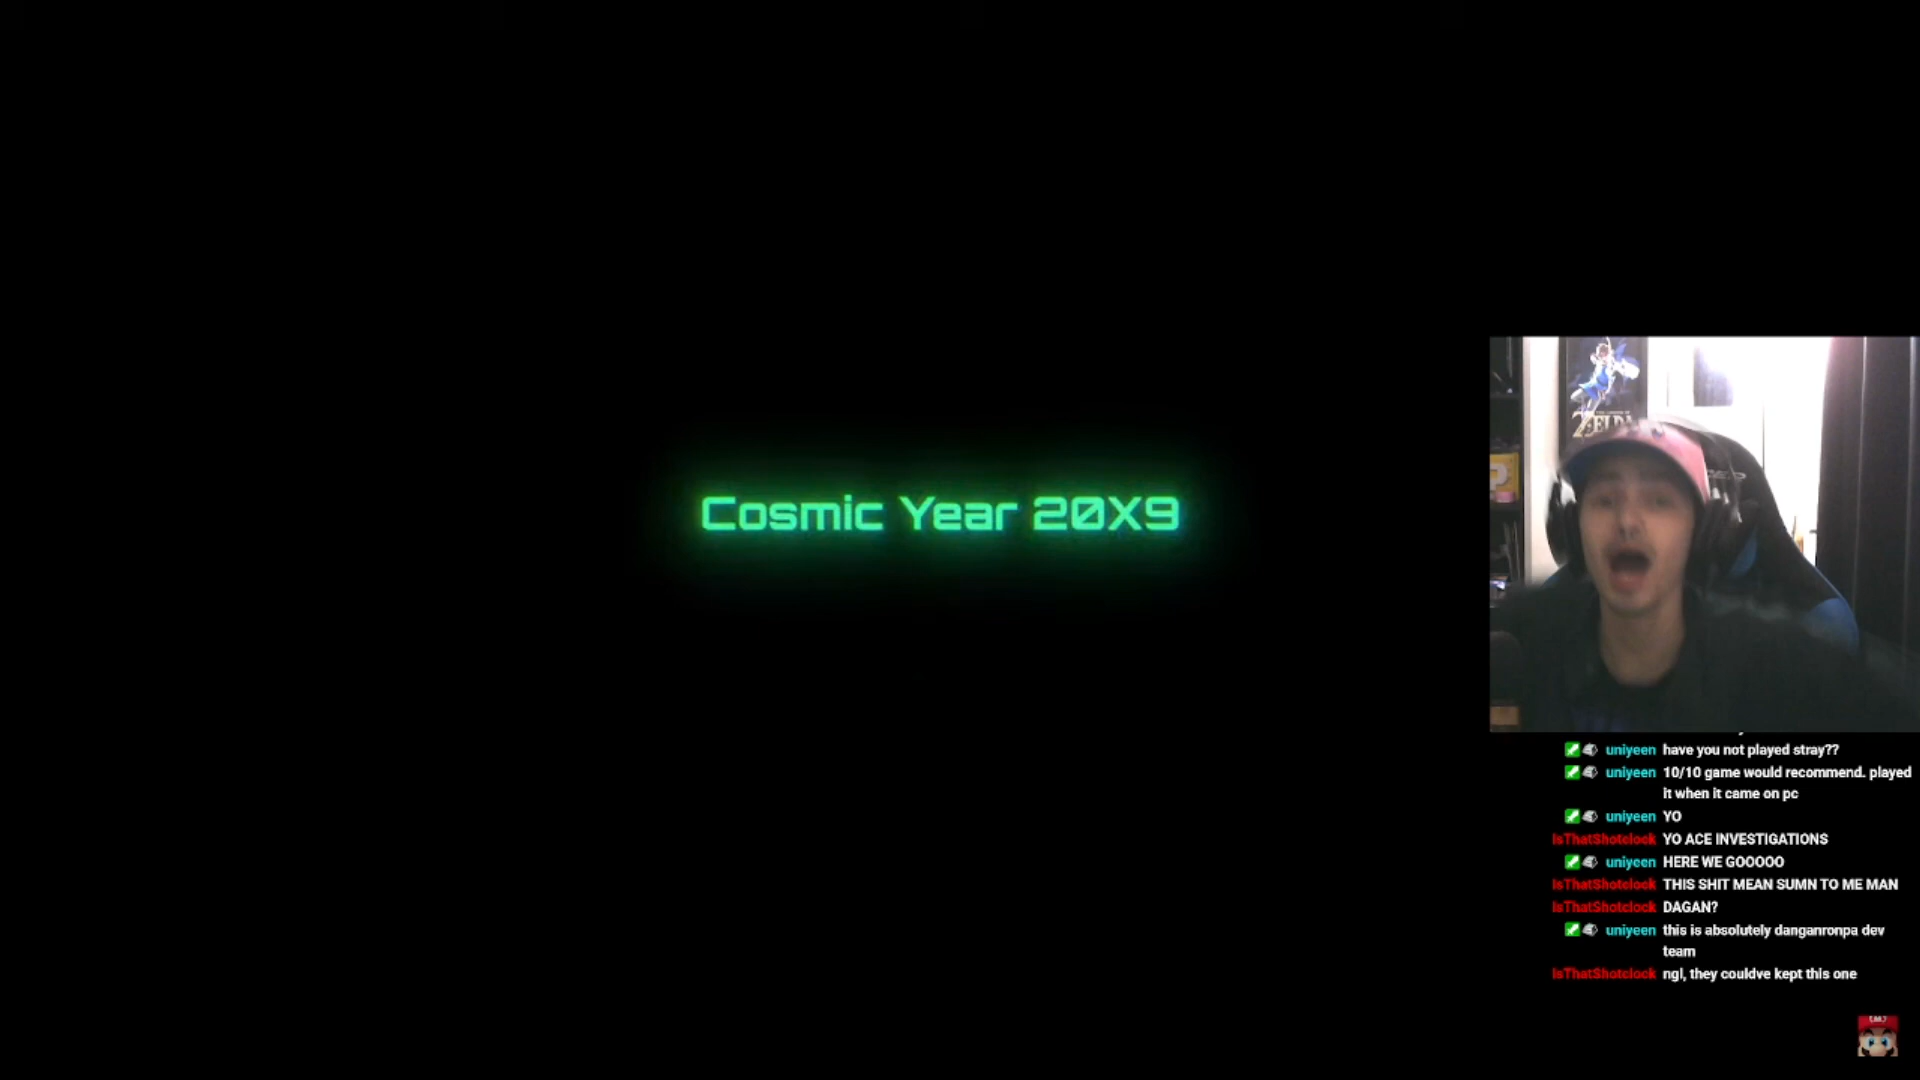 Cosmic Year 20X9
ZELDA
uniyeen have you not played stray??
uniyeen 10/10 game would recommend. played
it when it came on pc
uniyeen YO
IsThatShotclock YO ACE INVESTIGATIONS
uniyeen HERE WE GOOOOO
IsThatShotclock THIS SHIT MEAN SUMN TO ME MAN
IsThatShotclock DAGAN?
uniyeen this is absolutely danganronpa dev
team
IsThatShotclock ngl, they couldve kept this one